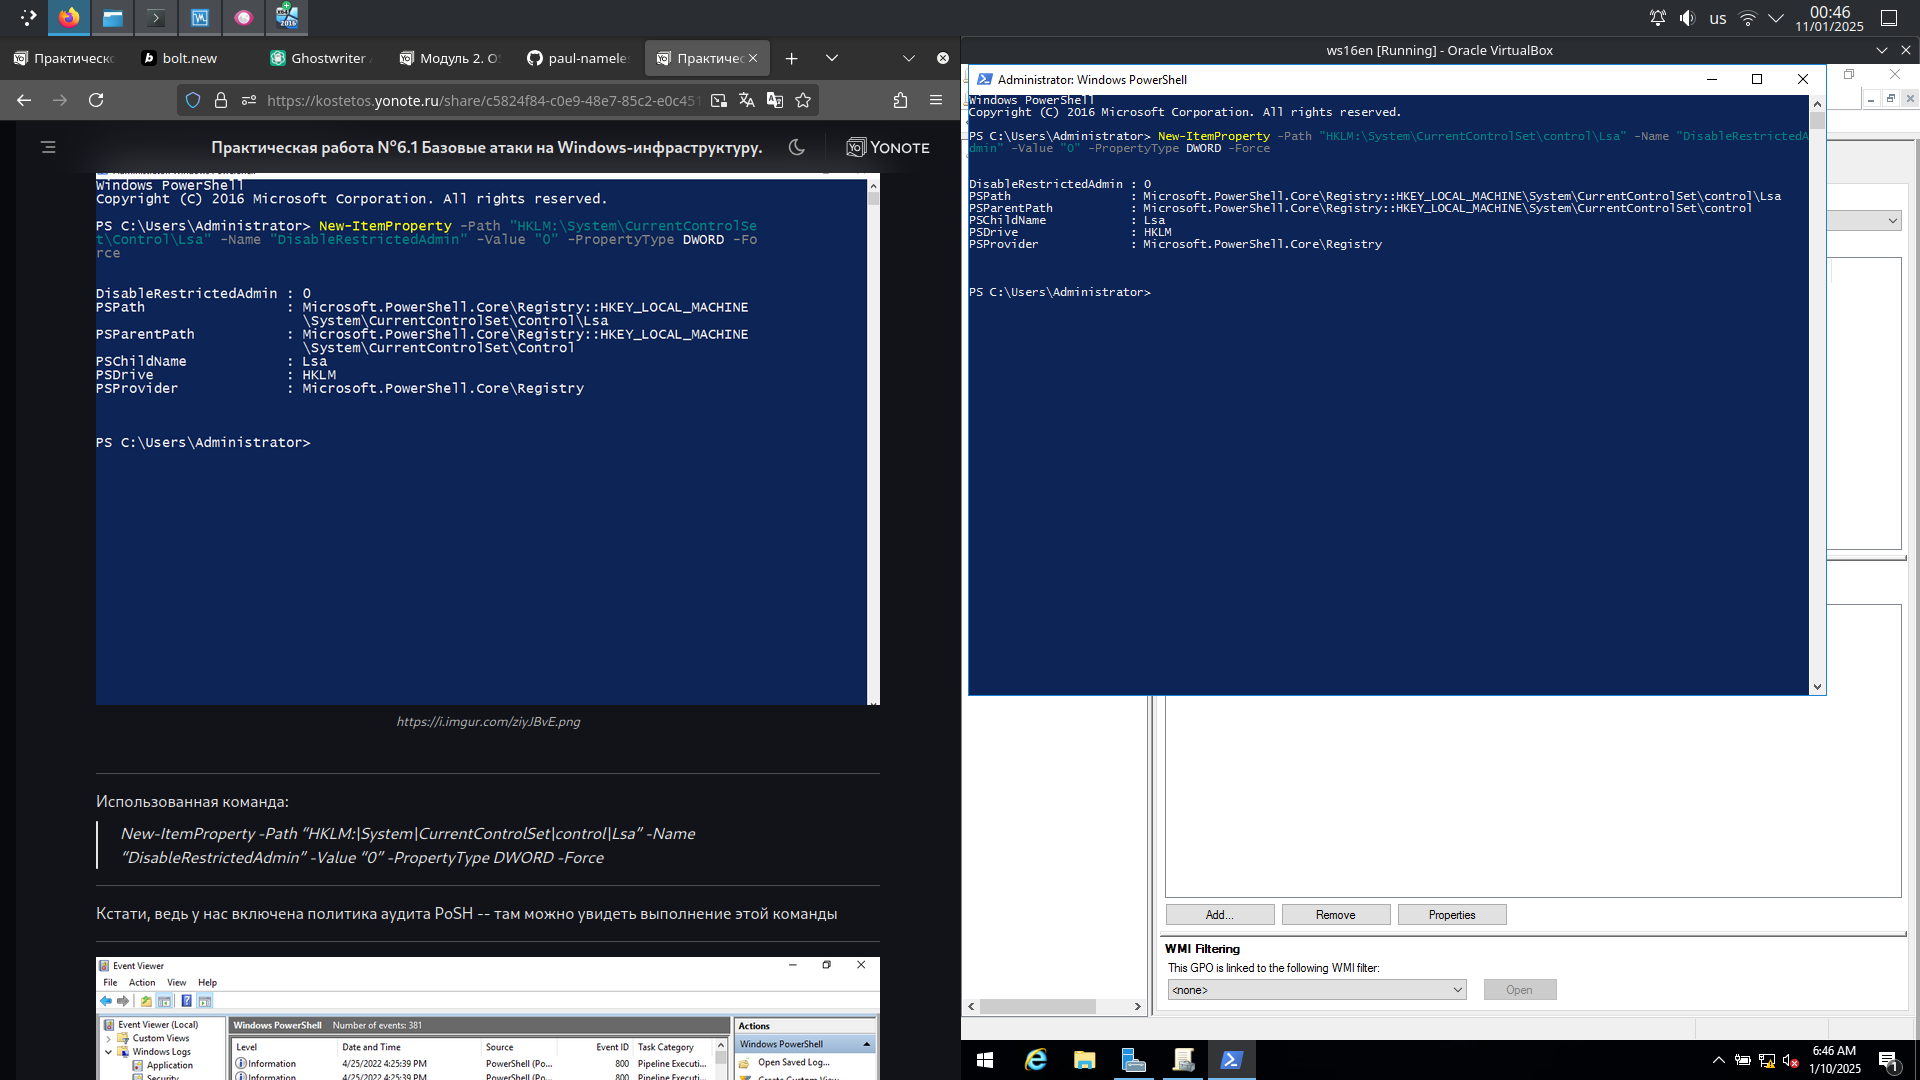 us
00:46
11/01/2025
Практическо
bolt.new
Ghostwriter
Модуль 2. O
paul-namele
Практичес
https://kostetos.yonote.ru/share/c5824f84-c0e9-48e7-85c2-e0c451
Практическая работа №6.1 Базовые атаки на Windows-инфраструктуру.
YONOTE
Windows PowerShell
Copyright (C) 2016 Microsoft Corporation. All rights reserved.
PS C:\Users\Administrator> New-ItemProperty -Path "HKLM:\System\CurrentControlSe
t\Control\Lsa" -Name "DisableRestrictedAdmin" -Value "0" -PropertyType DWORD -Fo
rce
DisableRestrictedAdmin : 0
PSPath : Microsoft.PowerShell.Core\Registry::HKEY_LOCAL_MACHINE
\System\CurrentControlSet\Control\Lsa
PSParentPath : Microsoft.PowerShell.Core\Registry::HKEY_LOCAL_MACHINE
\System\CurrentControlSet\Control
PSChildName : Lsa
PSDrive : HKLM
PSProvider : Microsoft.PowerShell.Core\Registry
PS C:\Users\Administrator>
https://i.imgur.com/ziyJBvE.png
Использованная команда:
New-ItemProperty -Path “HKLM:|System|CurrentControlSet|control|Lsa” -Name
“DisableRestrictedAdmin” -Value “0” -PropertyType DWORD -Force
Кстати, ведь у нас включена политика аудита PoSH -- там можно увидеть выполнение этой команды
Event Viewer
File Action View Help
Event Viewer (Local)
Custom Views
Windows Logs
Application
Security
Windows PowerShell Number of events: 381
Level Date and Time Source Event ID Task Category
Information 4/25/2022 4:25:39 PM PowerShell (Po... 800 Pipeline Executi...
Information 4/25/2022 4:25:39 PM PowerShell (Po... 800 Pipeline Executi...
Actions
Windows PowerShell
Open Saved Log...
Create Custom View
ws16en [Running] - Oracle VirtualBox
Administrator: Windows PowerShell
Windows PowerShell
Copyright (C) 2016 Microsoft Corporation. All rights reserved.
PS C:\Users\Administrator> New-ItemProperty -Path "HKLM:\System\CurrentControlSet\control\Lsa" -Name "DisableRestrictedA
dmin" -Value "0" -PropertyType DWORD -Force
DisableRestrictedAdmin : 0
PSPath : Microsoft.PowerShell.Core\Registry::HKEY_LOCAL_MACHINE\System\CurrentControlSet\control\Lsa
PSParentPath : Microsoft.PowerShell.Core\Registry::HKEY_LOCAL_MACHINE\System\CurrentControlSet\control
PSChildName : Lsa
PSDrive : HKLM
PSProvider : Microsoft.PowerShell.Core\Registry
PS C:\Users\Administrator>
Add... Remove Properties
WMI Filtering
This GPO is linked to the following WMI filter:
<none>
Open
6:46 AM
1/10/2025
1